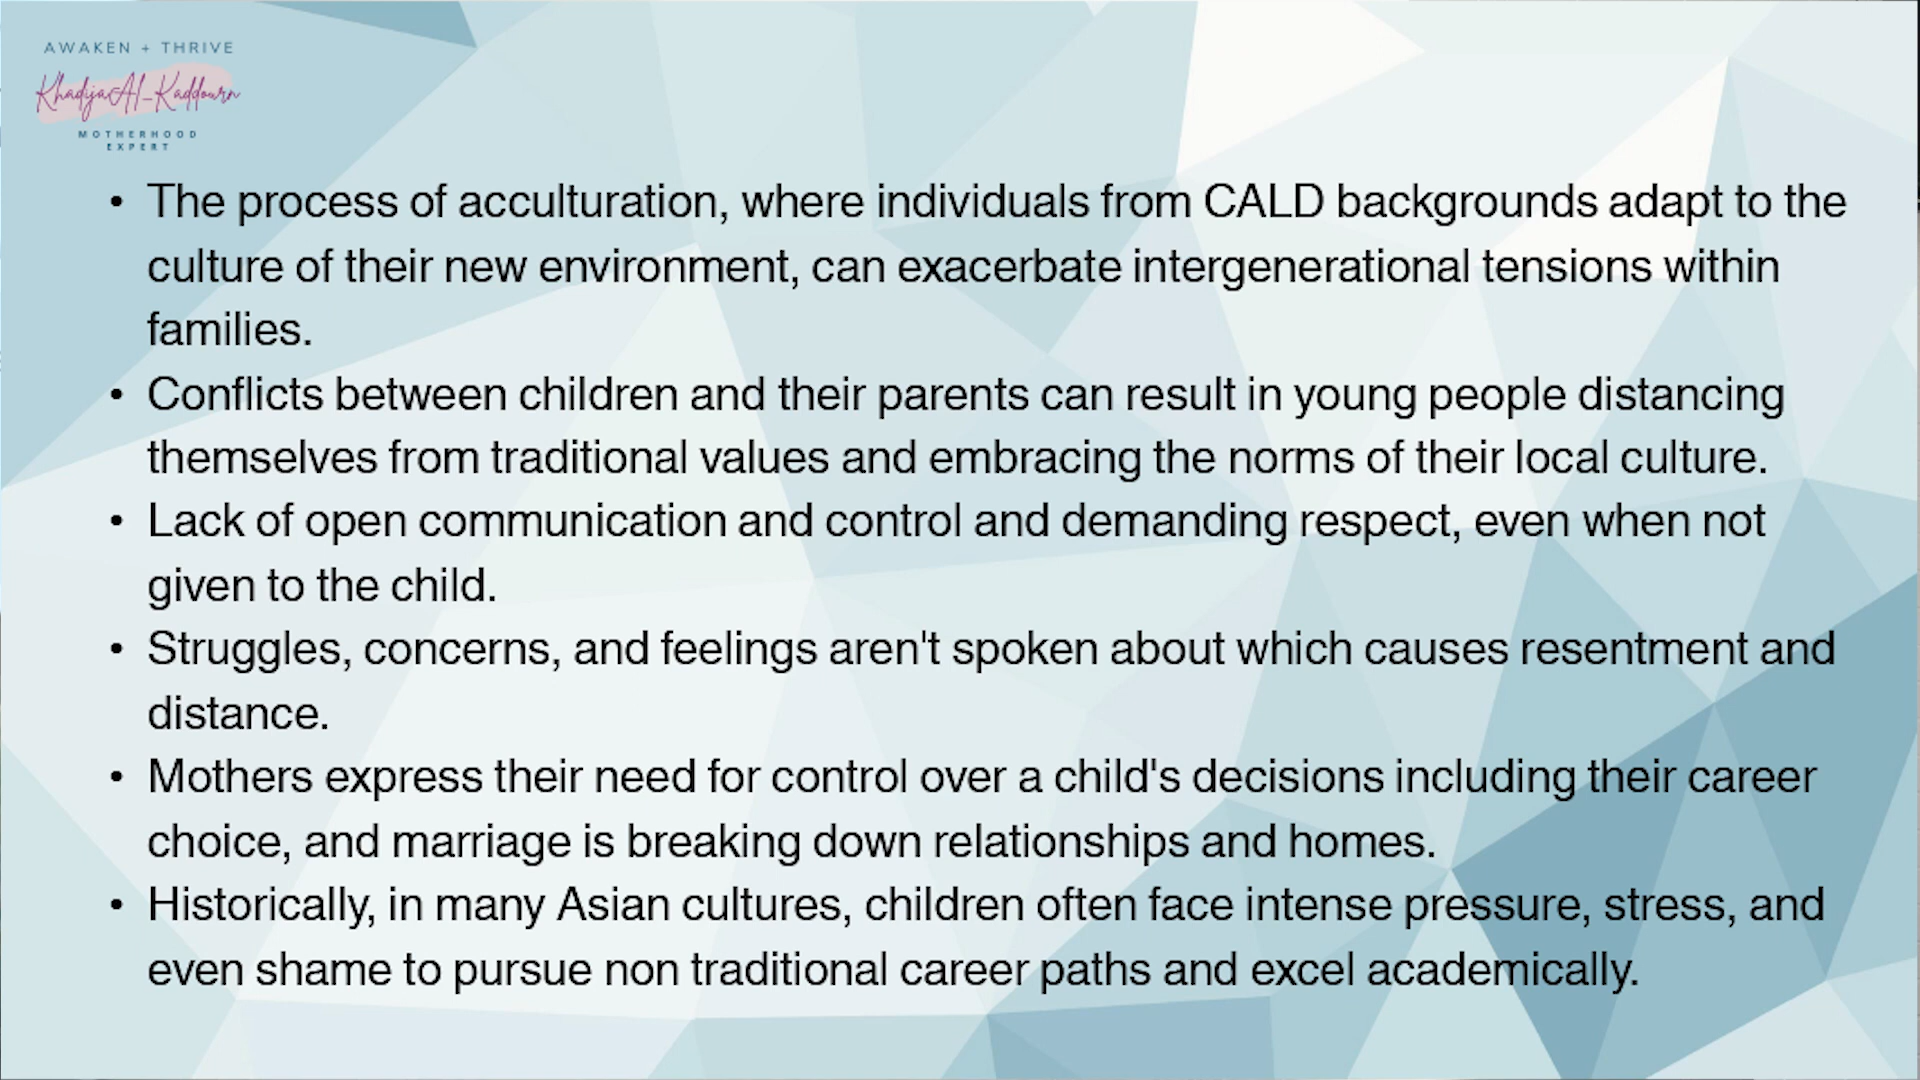 AWAKEN + THRIVE
Khadija Al-Kaddourn
MOTHERHOOD
EXPERT
• The process of acculturation, where individuals from CALD backgrounds adapt to the
culture of their new environment, can exacerbate intergenerational tensions within
families.
• Conflicts between children and their parents can result in young people distancing
themselves from traditional values and embracing the norms of their local culture.
• Lack of open communication and control and demanding respect, even when not
given to the child.
• Struggles, concerns, and feelings aren't spoken about which causes resentment and
distance.
• Mothers express their need for control over a child's decisions including their career
choice, and marriage is breaking down relationships and homes.
• Historically, in many Asian cultures, children often face intense pressure, stress, and
even shame to pursue non traditional career paths and excel academically.